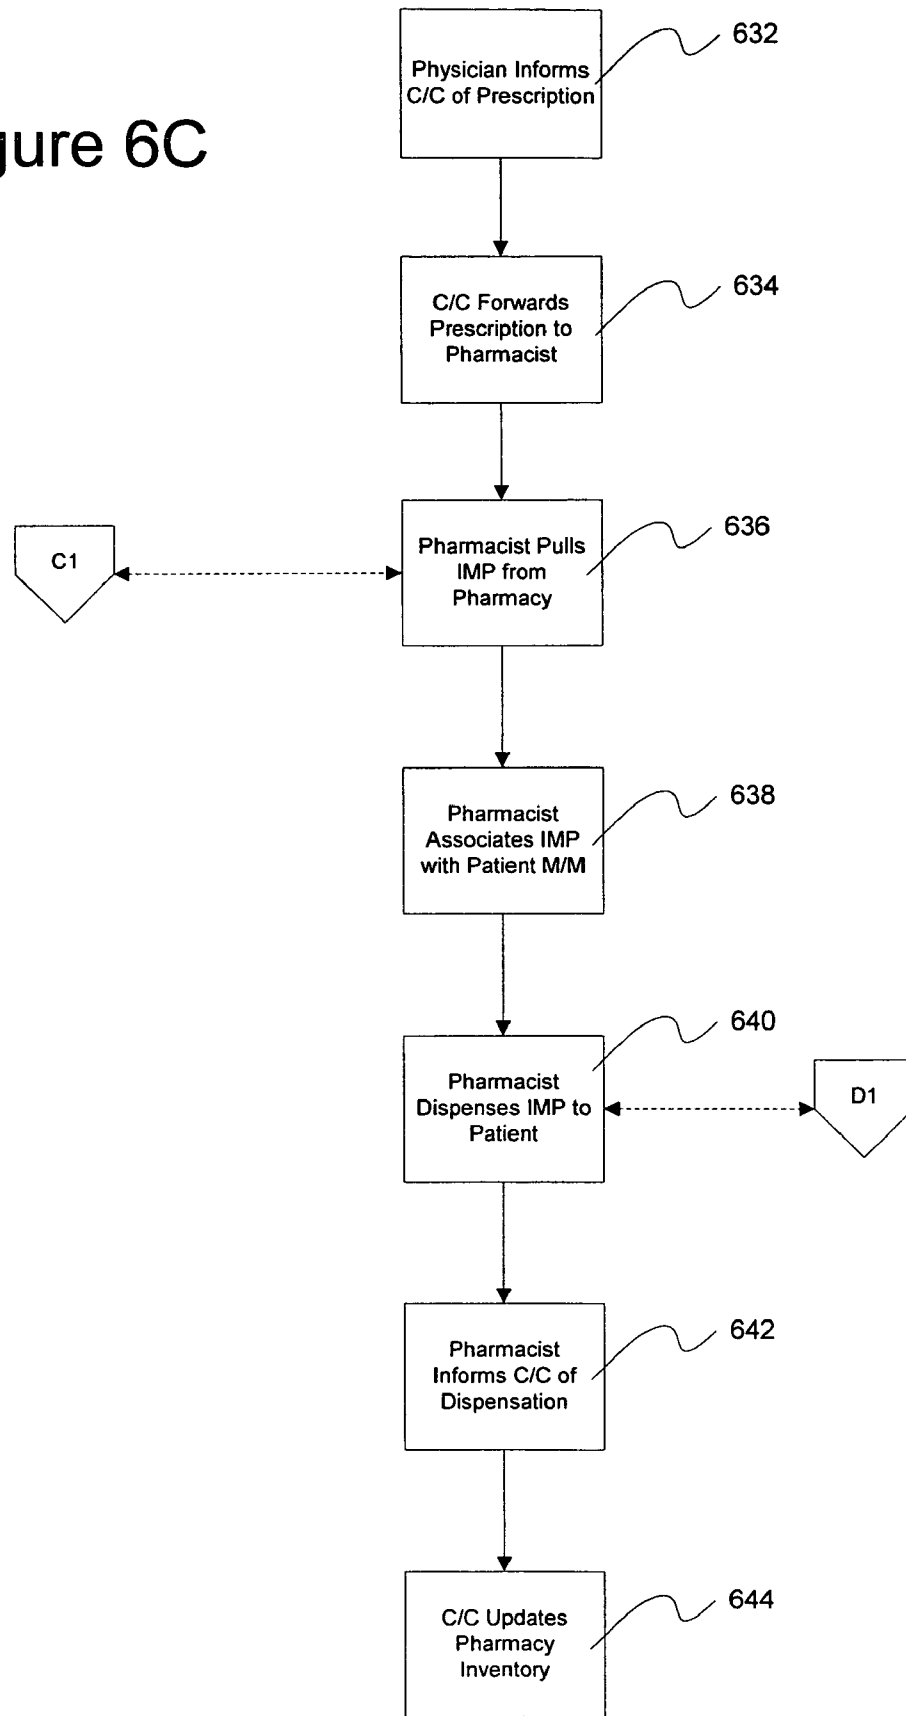 632
Physician Informs
C/C of Prescription
gure 6C
634
C/C Forwards
Prescription to
Pharmacist
636
Pharmacist Pulls
IMP from
Pharmacy
C1
638
Pharmacist
Associates IMP
with Patient M/M
640
Pharmacist
Dispenses IMP to
Patient
D1
642
Pharmacist
Informs C/C of
Dispensation
644
C/C Updates
Pharmacy
Inventory